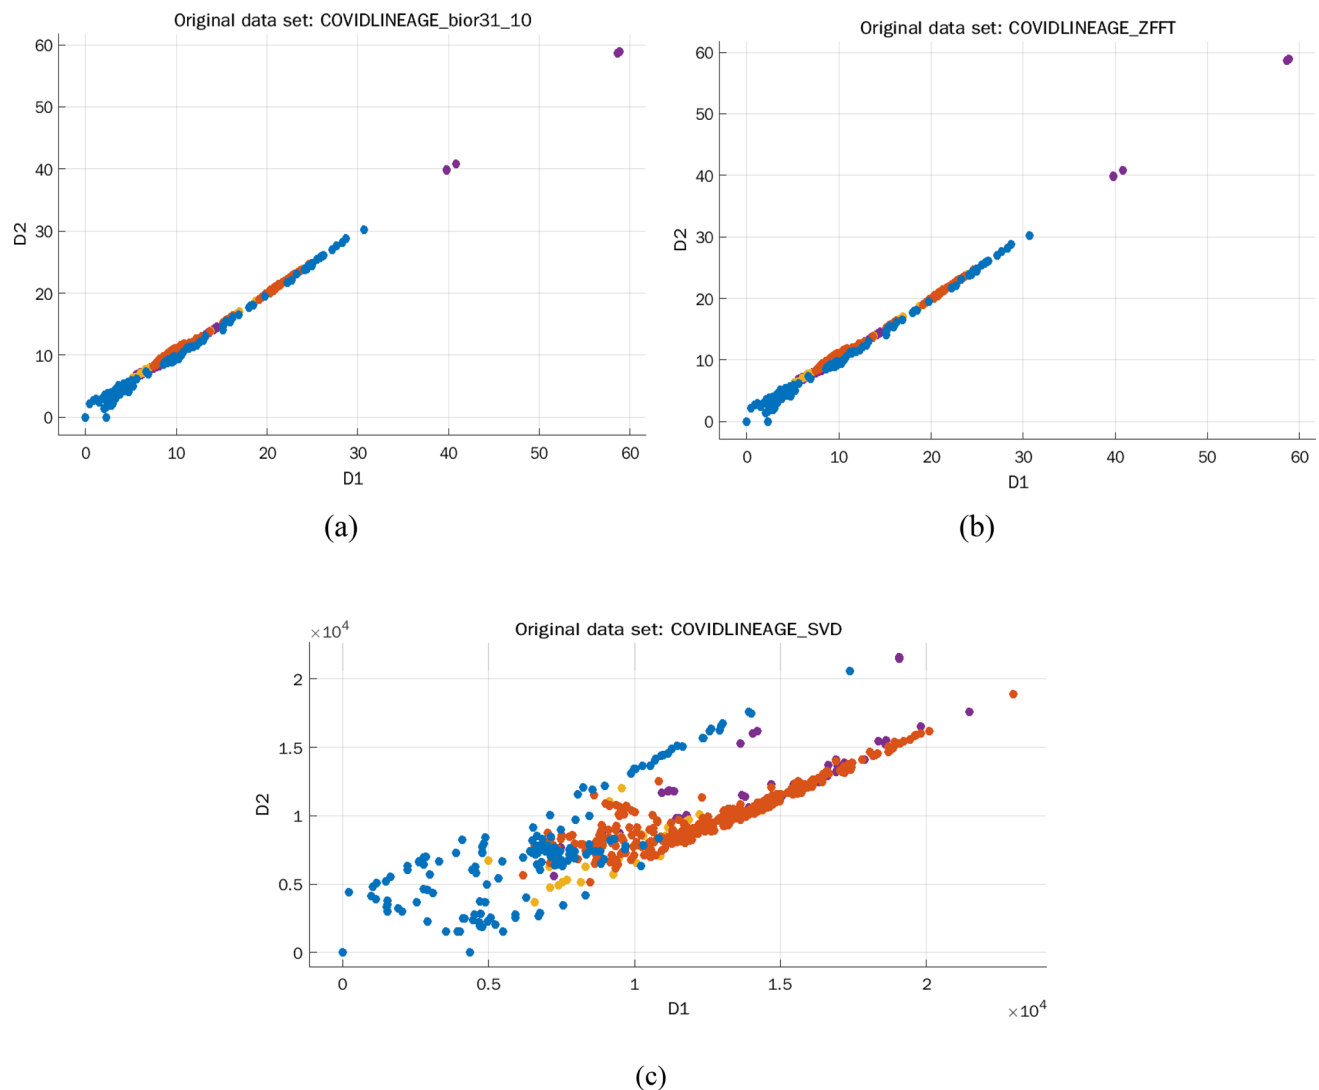 Original data set: COVIDLINEAGE_bior31_10
60
50
40
30
20
10
0
D2
0 10 20 30 40 50 60
D1
(a)
Original data set: COVIDLINEAGE_ZFFT
60
50
40
30
20
10
0
D2
0 10 20 30 40 50 60
D1
(b)
×10⁴
Original data set: COVIDLINEAGE_SVD
2
1.5
1
0.5
0
D2
0 0.5 1 1.5 2
D1
×10⁴
(c)